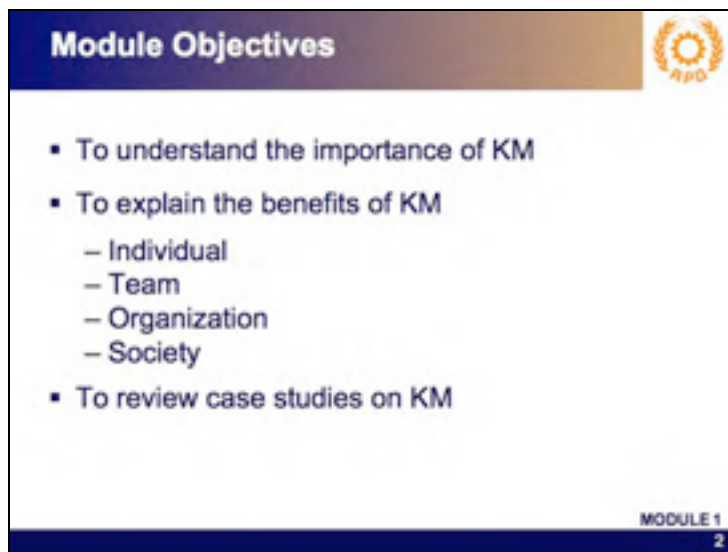 Module Objectives
APO
▪ To understand the importance of KM
▪ To explain the benefits of KM
– Individual
– Team
– Organization
– Society
▪ To review case studies on KM
MODULE 1
2